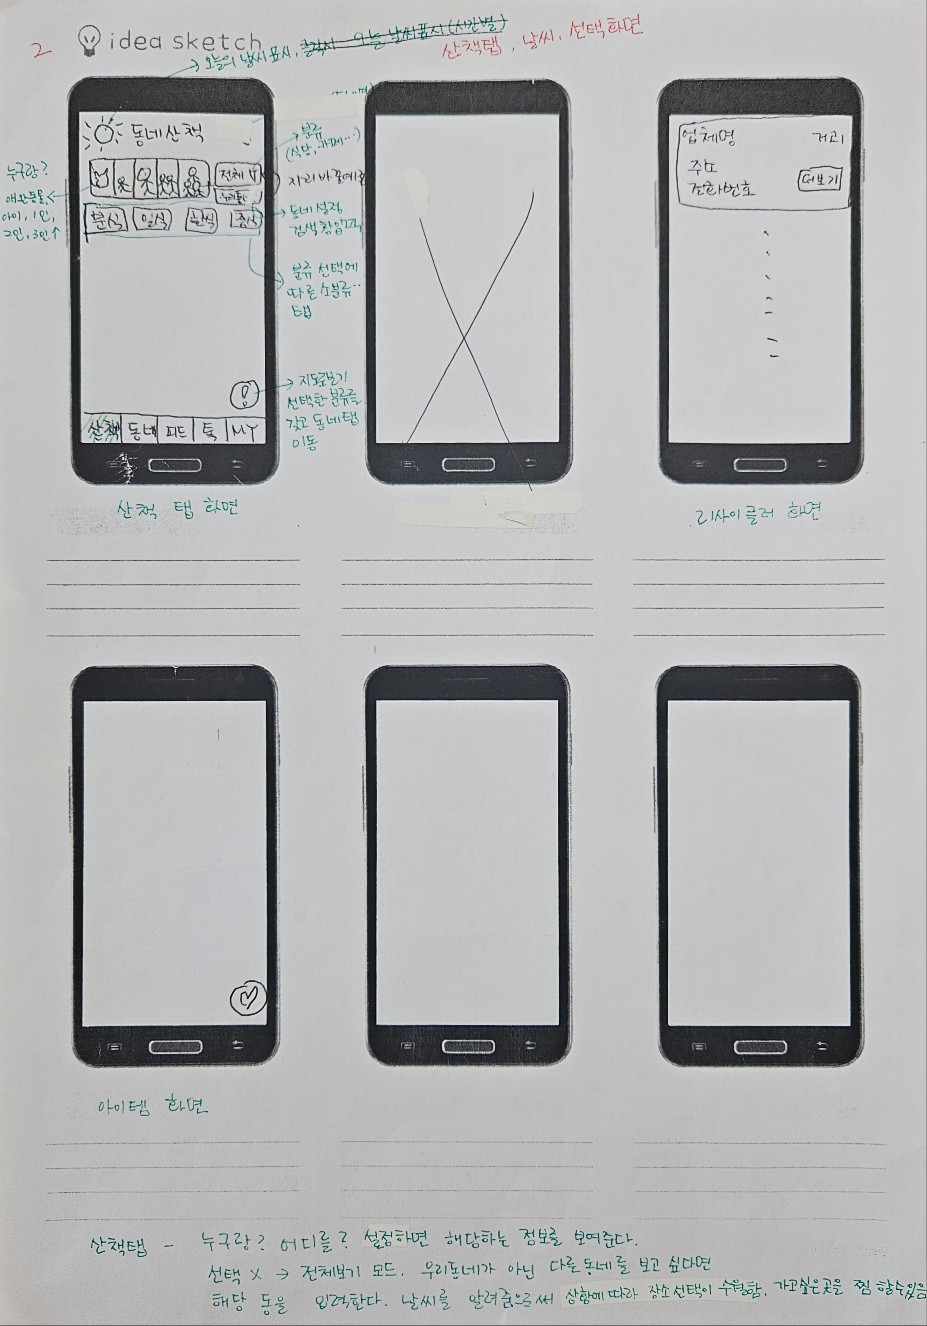 2
idea sketch
산책탭, 날씨, 선택화면
오늘의 날씨 표시, 클릭시 오늘 날씨표시 (시간별)
동네산책
전체
분식 일식 한식 중식
산책 동네 피드 톡 MY
누구랑?
애완동물
아이, 1인,
2인, 3인↑
분류
(식당, 카페…)
자리바꿀예정
동네 설정
분류 선택에
따른 소분류…
탭
지도로보기
선택한 분류를
갖고 동네탭
이동
산책 탭 화면
업체명 거리
주소
전화번호 더보기
리사이클러 화면
아이템 화면
산책탭 - 누구랑? 어디를? 설정하면 해당하는 정보를 보여준다.
선택 X → 전체보기 모드. 우리동네가 아닌 다른동네를 보고 싶다면
해당 동을 입력한다. 날씨를 알려줌으로써 상황에따라 장소선택이 수월함. 가고싶은곳을 찜 할수있음